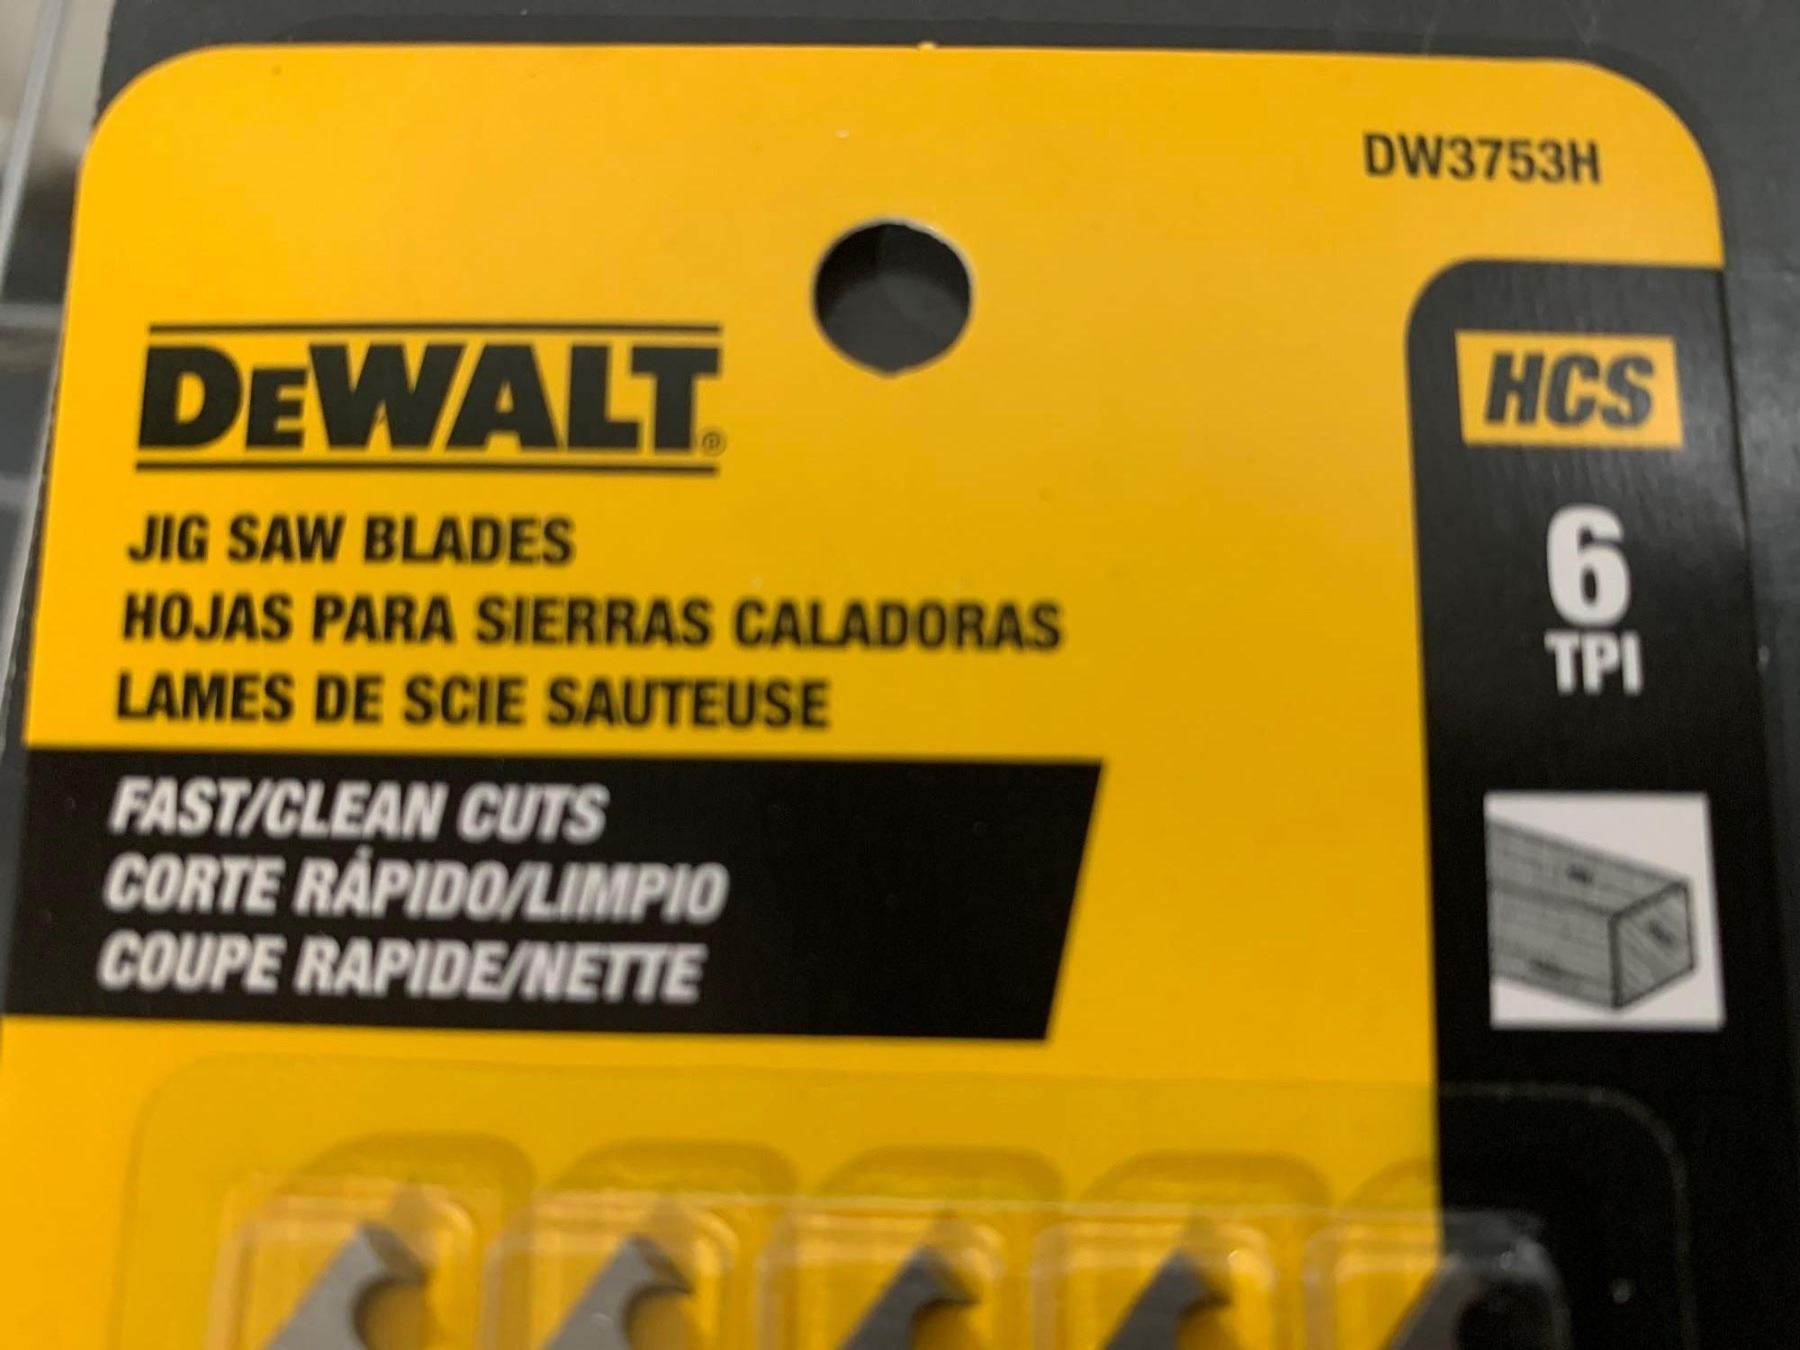 DW3753H
DEWALT®
JIG SAW BLADES
HOJAS PARA SIERRAS CALADORAS
LAMES DE SCIE SAUTEUSE
FAST/CLEAN CUTS
CORTE RÁPIDO/LIMPIO
COUPE RAPIDE/NETTE
HCS
6
TPI